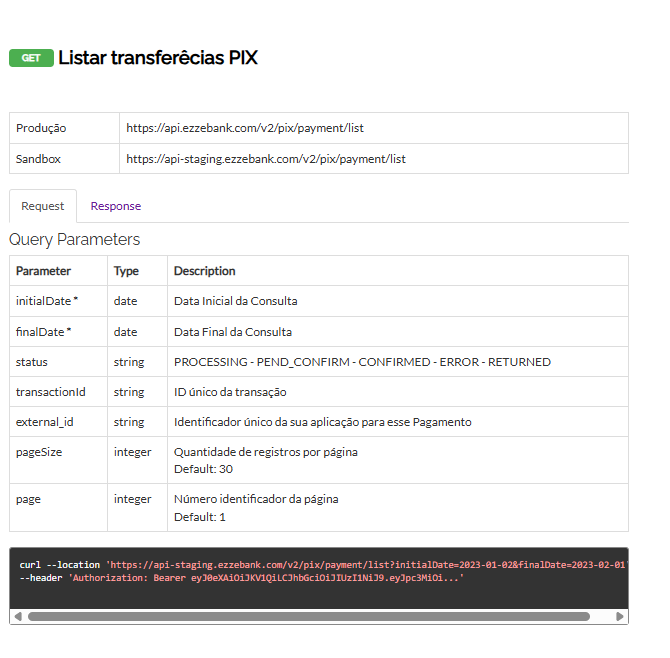 GET Listar transferêcias PIX
Produção https://api.ezzebank.com/v2/pix/payment/list
Sandbox https://api-staging.ezzebank.com/v2/pix/payment/list
Request Response
Query Parameters
Parameter Type Description
initialDate * date Data Inicial da Consulta
finalDate * date Data Final da Consulta
status string PROCESSING - PEND_CONFIRM - CONFIRMED - ERROR - RETURNED
transactionId string ID único da transação
external_id string Identificador único da sua aplicação para esse Pagamento
pageSize integer Quantidade de registros por página
Default: 30
page integer Número identificador da página
Default: 1
curl --location 'https://api-staging.ezzebank.com/v2/pix/payment/list?initialDate=2023-01-02&finalDate=2023-02-01'
--header 'Authorization: Bearer eyJ0eXAiOiJKV1QiLCJhbGciOiJIUzI1NiJ9.eyJpc3MiOi...'